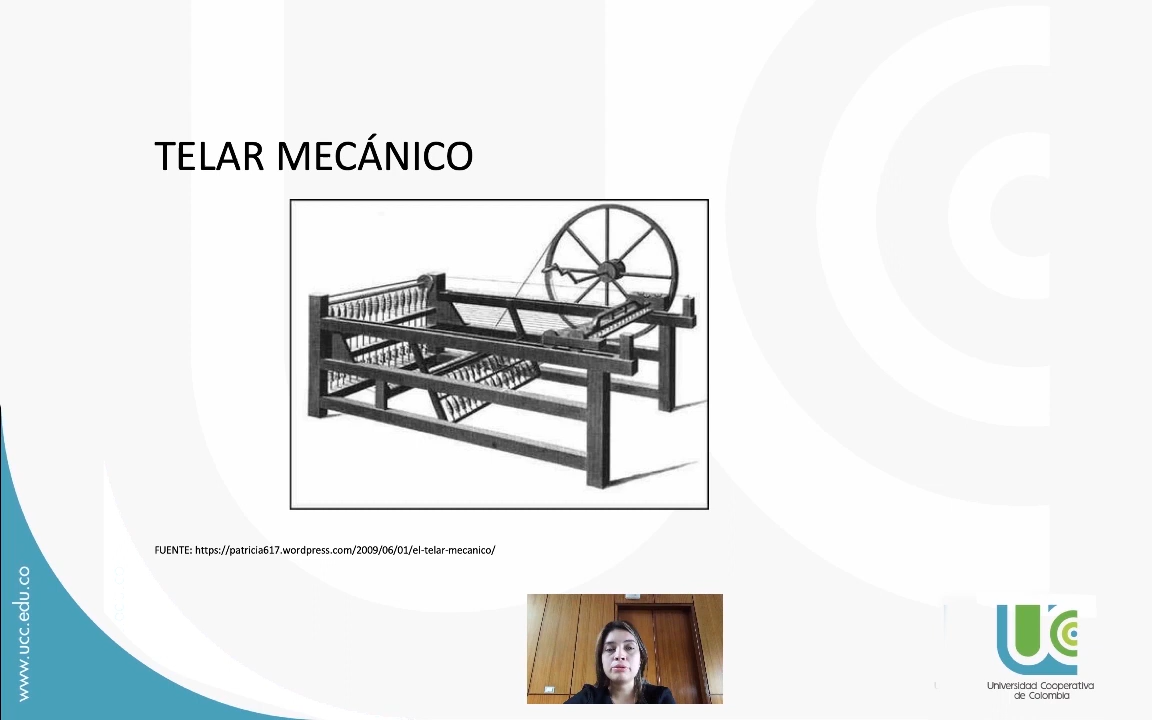 TELAR MECÁNICO
FUENTE: https://patricia617.wordpress.com/2009/06/01/el-telar-mecanico/
www.ucc.edu.co
UCC
Universidad Cooperativa
de Colombia